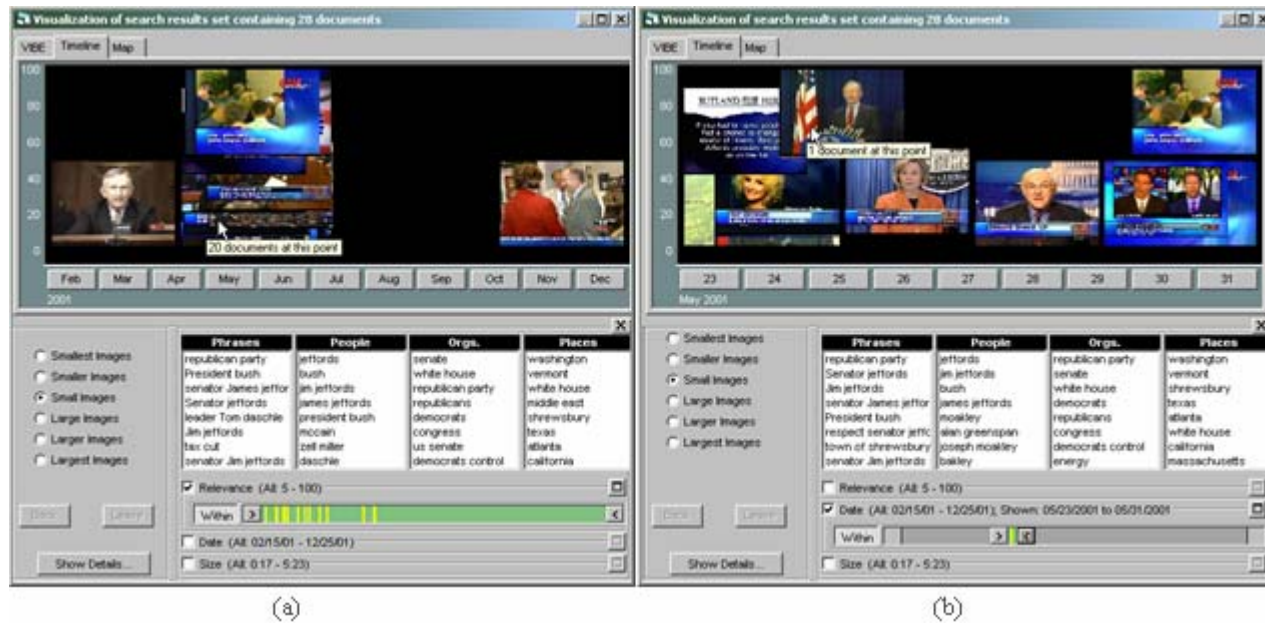 Visualization of search results set containing 28 documents
VIBE Timeline Map
100
80
60
40
20
0
20 documents at this point
Feb Mar Apr May Jun Jul Aug Sep Oct Nov Dec
2001
Smallest Images
Smaller Images
Small Images
Large Images
Larger Images
Largest Images
Show Details...
Phrases People Orgs. Places
republican party jeffords senate washington
President bush bush white house vermont
senator James jeffor jim jeffords republican party white house
Senator jeffords james jeffords republicans middle east
leader Tom daschle president bush democrats shrewsbury
Jim jeffords mccain congress texas
tax cut zell miller us senate atlanta
senator Jim jeffords daschle democrats control california
Relevance (All: 5 - 100)
Within
Date (All: 02/15/01 - 12/25/01)
Size (All: 0:17 - 5:23)
(a)
Visualization of search results set containing 28 documents
VIBE Timeline Map
100
80
60
40
20
0
1 document at this point
23 24 25 26 27 28 29 30 31
May 2001
Smallest Images
Smaller Images
Small Images
Large Images
Larger Images
Largest Images
Show Details...
Phrases People Orgs. Places
republican party jeffords republican party washington
Senator jeffords jim jeffords senate vermont
Jim jeffords bush white house shrewsbury
senator James jeffor james jeffords democrats texas
President bush moakley republicans atlanta
respect senator jeffc alan greenspan congress white house
town of shrewsbury joseph moakley democrats control california
senator Jim jeffords bailey energy massachusetts
Relevance (All: 5 - 100)
Date (All: 02/15/01 - 12/25/01); Shown: 05/23/2001 to 05/31/2001
Within
Size (All: 0:17 - 5:23)
(b)